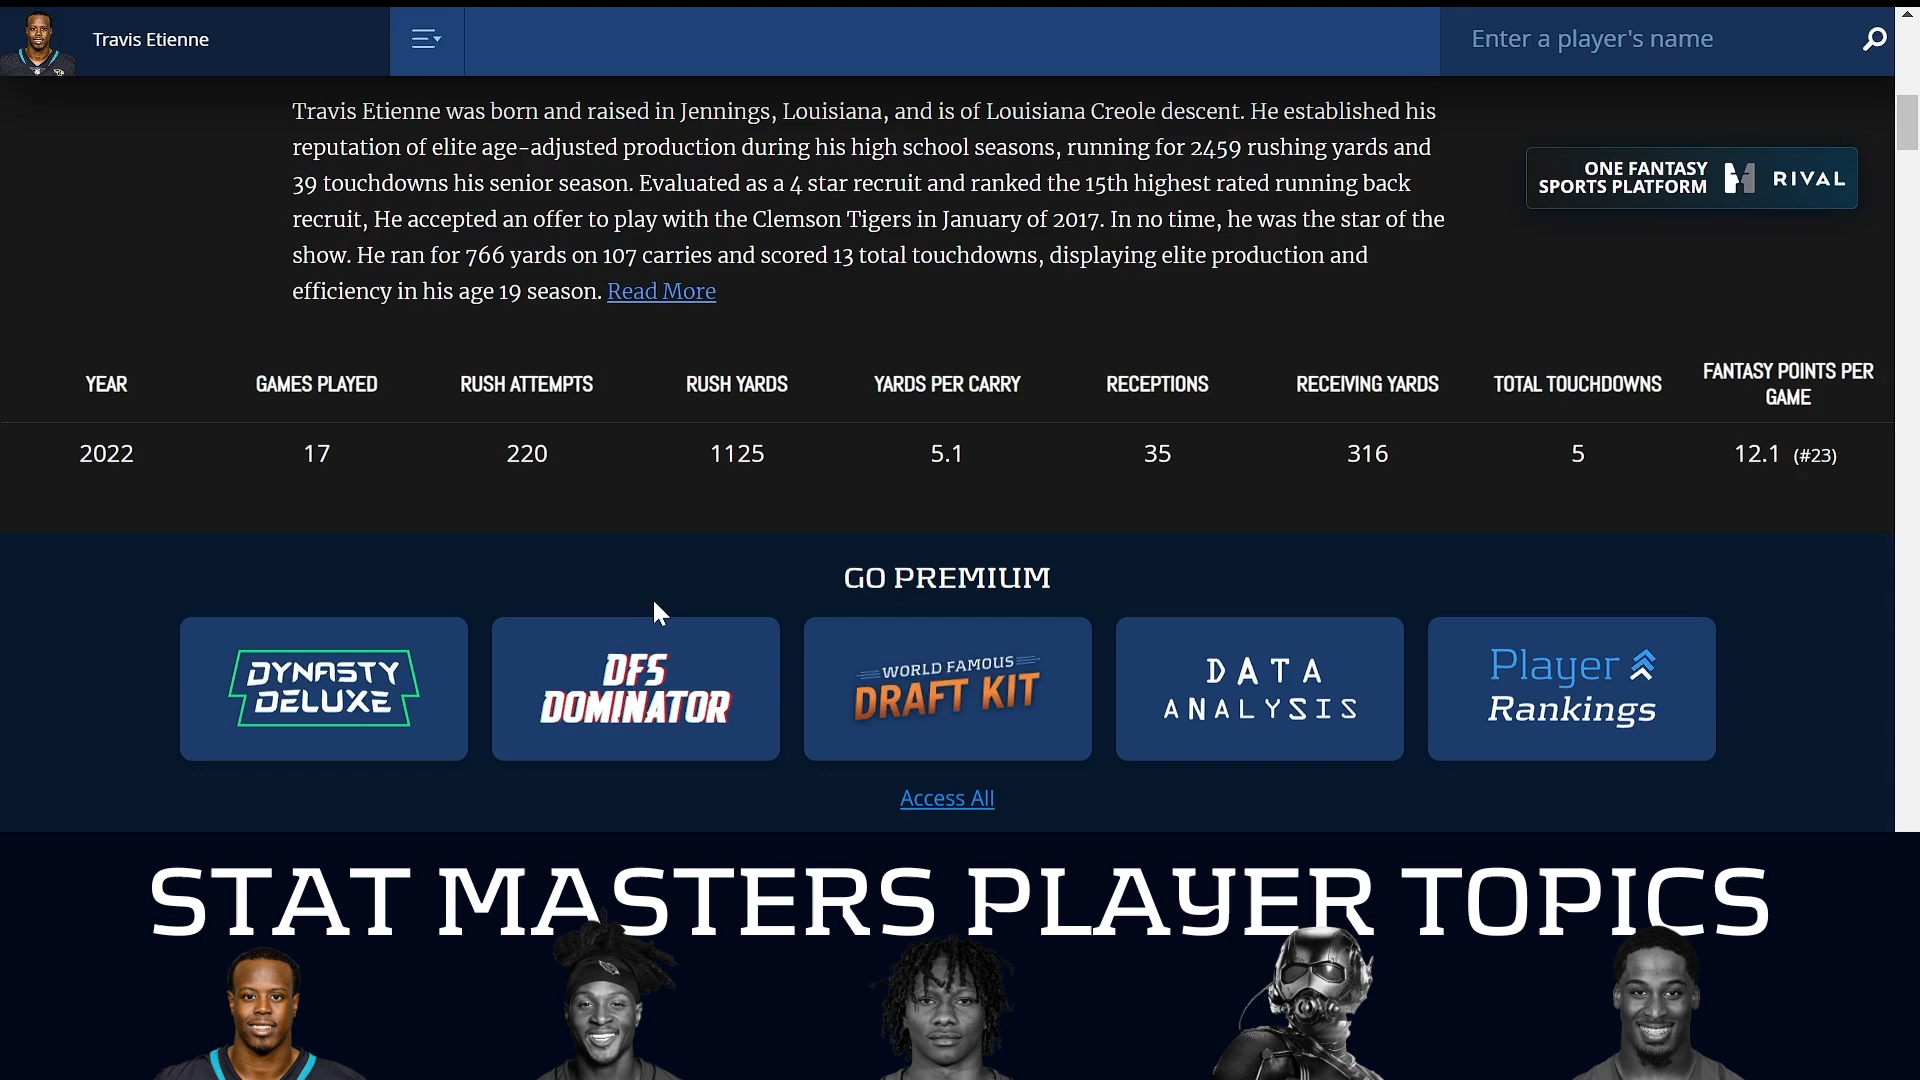 Travis Etienne
Enter a player's name
Travis Etienne was born and raised in Jennings, Louisiana, and is of Louisiana Creole descent. He established his
reputation of elite age-adjusted production during his high school seasons, running for 2459 rushing yards and
39 touchdowns his senior season. Evaluated as a 4 star recruit and ranked the 15th highest rated running back
recruit, He accepted an offer to play with the Clemson Tigers in January of 2017. In no time, he was the star of the
show. He ran for 766 yards on 107 carries and scored 13 total touchdowns, displaying elite production and
efficiency in his age 19 season. Read More
ONE FANTASY
SPORTS PLATFORM
RIVAL
YEAR GAMES PLAYED RUSH ATTEMPTS RUSH YARDS YARDS PER CARRY RECEPTIONS RECEIVING YARDS TOTAL TOUCHDOWNS FANTASY POINTS PER
GAME
2022 17 220 1125 5.1 35 316 5 12.1 (#23)
GO PREMIUM
DYNASTY
DELUXE
DFS
DOMINATOR
WORLD FAMOUS
DRAFT KIT
DATA
ANALYSIS
Player
Rankings
Access All
STAT MASTERS PLAYER TOPICS